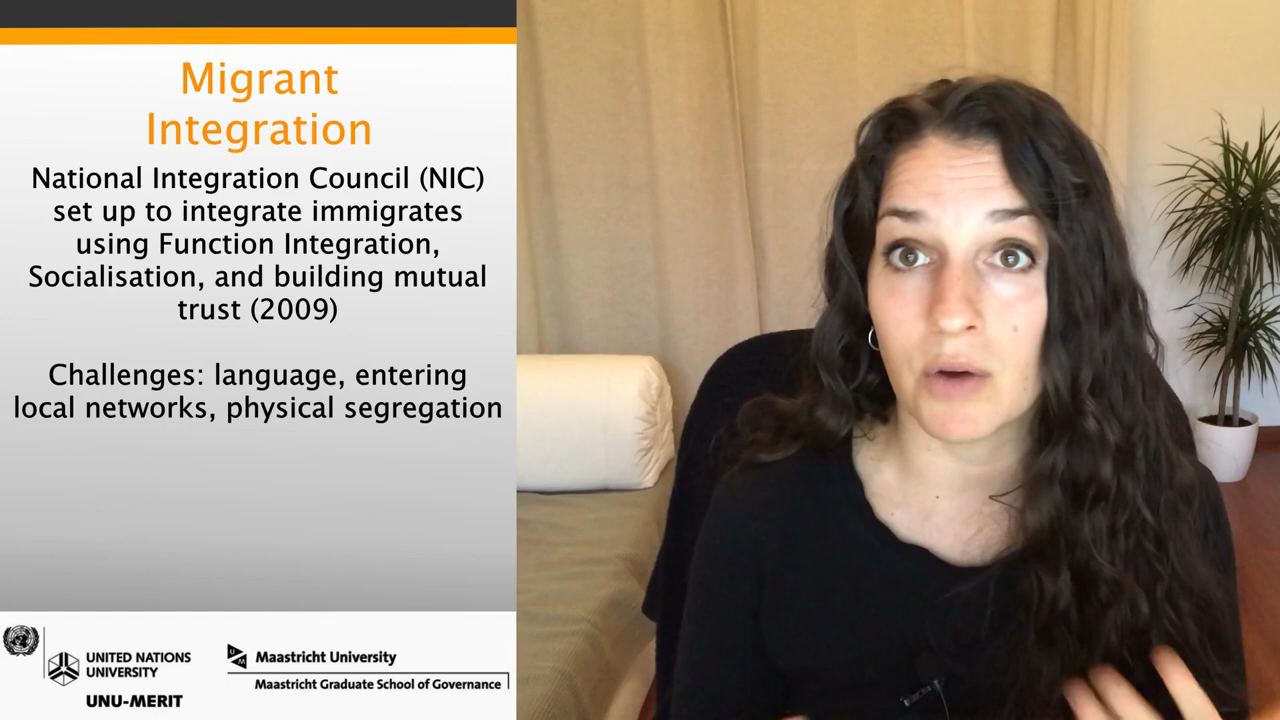 Migrant
Integration
National Integration Council (NIC)
set up to integrate immigrates
using Function Integration,
Socialisation, and building mutual
trust (2009)
Challenges: language, entering
local networks, physical segregation
UNITED NATIONS
UNIVERSITY
UNU-MERIT
UM
Maastricht University
Maastricht Graduate School of Governance